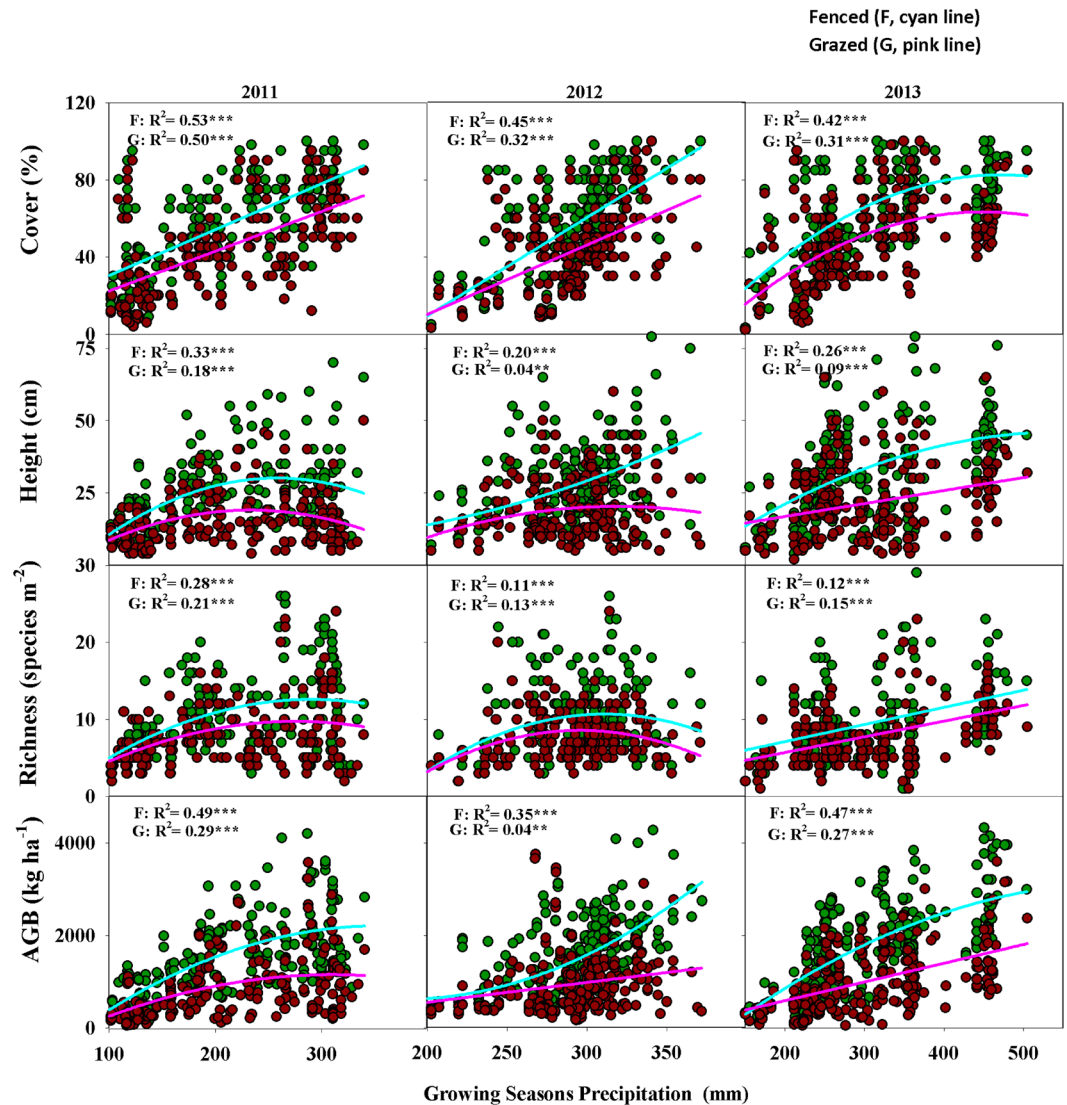 Fenced (F, cyan line)
Grazed (G, pink line)
2011 2012 2013
Cover (%)
120
80
40
0
F: R²= 0.53***
G: R²= 0.50***
F: R²= 0.45***
G: R²= 0.32***
F: R²= 0.42***
G: R²= 0.31***
Height (cm)
75
50
25
F: R²= 0.33***
G: R²= 0.18***
F: R²= 0.20***
G: R²= 0.04**
F: R²= 0.26***
G: R²= 0.09***
Richness (species m⁻²)
30
20
10
0
F: R²= 0.28***
G: R²= 0.21***
F: R²= 0.11***
G: R²= 0.13***
F: R²= 0.12***
G: R²= 0.15***
AGB (kg ha⁻¹)
4000
2000
0
F: R²= 0.49***
G: R²= 0.29***
F: R²= 0.35***
G: R²= 0.04**
F: R²= 0.47***
G: R²= 0.27***
100 200 300 200 250 300 350 200 300 400 500
Growing Seasons Precipitation (mm)